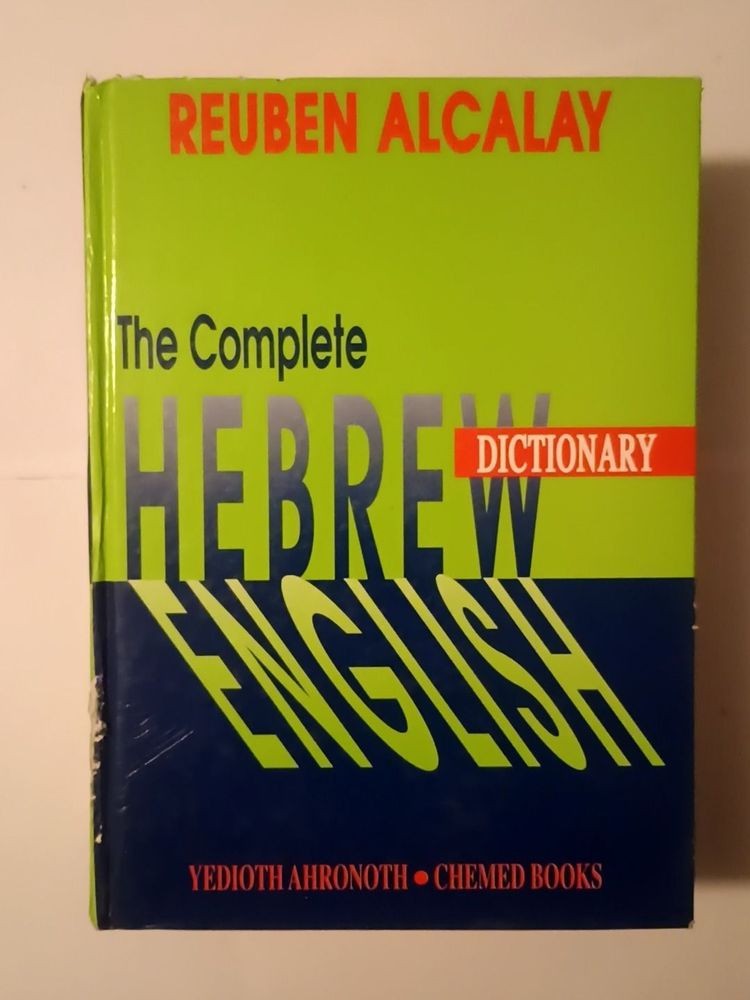 REUBEN ALCALAY
The Complete
HEBREW
DICTIONARY
ENGLISH
YEDIOTH AHRONOTH • CHEMED BOOKS